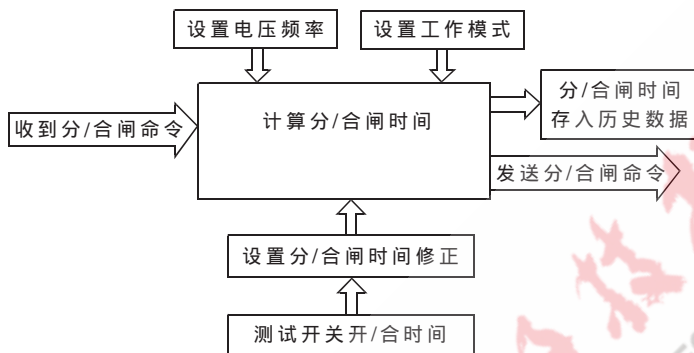 设置电压频率
设置工作模式
收到分/合闸命令
计算分/合闸时间
分/合闸时间
存入历史数据
发送分/合闸命令
设置分/合闸时间修正
测试开关开/合时间